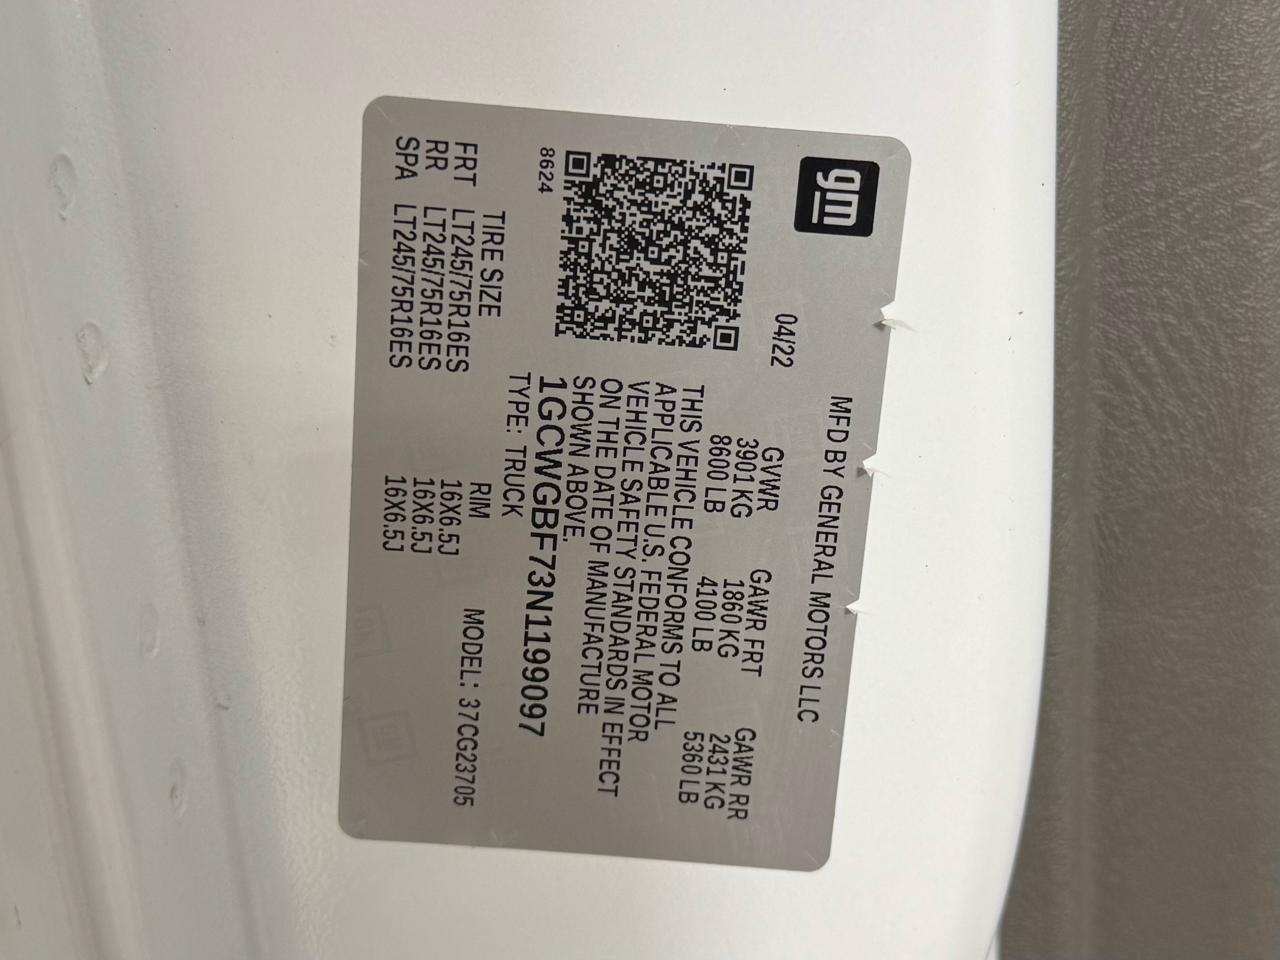 gm
MFD BY GENERAL MOTORS LLC
04/22
GVWR GAWR FRT GAWR RR
3901 KG 1860 KG 2431 KG
8600 LB 4100 LB 5360 LB
THIS VEHICLE CONFORMS TO ALL
APPLICABLE U.S. FEDERAL MOTOR
VEHICLE SAFETY STANDARDS IN EFFECT
ON THE DATE OF MANUFACTURE
SHOWN ABOVE.
1GCWGBF73N1199097
TYPE: TRUCK
8624
TIRE SIZE RIM MODEL: 37CG23705
FRT LT245/75R16ES 16X6.5J
RR LT245/75R16ES 16X6.5J
SPA LT245/75R16ES 16X6.5J